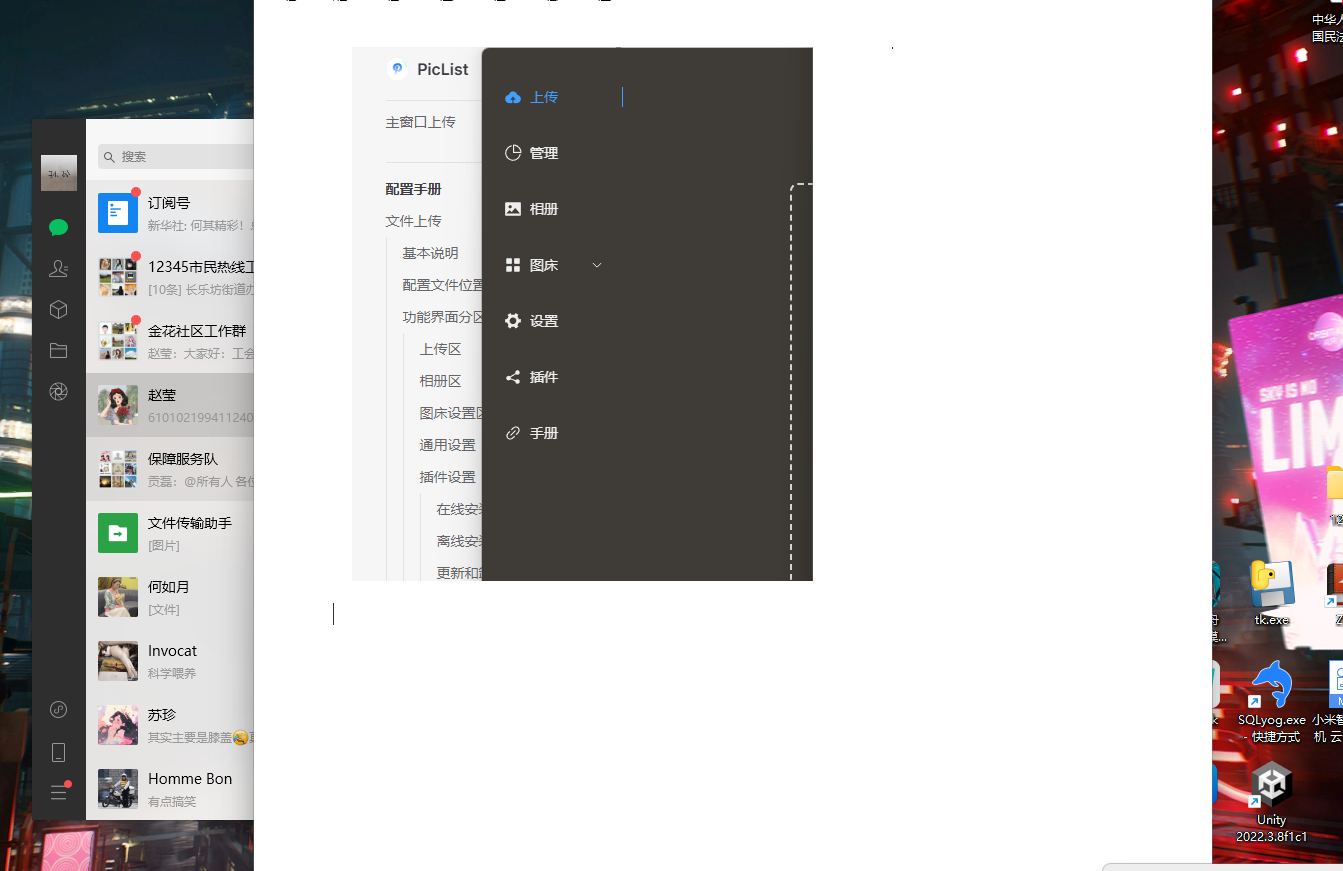 搜索
订阅号
新华社: 何其精彩！
12345市民热线工
[10条] 长乐坊街道办
金花社区工作群
赵莹：大家好：工会
赵莹
610102199411240
保障服务队
贡磊：@所有人 各位
文件传输助手
[图片]
何如月
[文件]
Invocat
科学喂养
苏珍
其实主要是膝盖
Homme Bon
有点搞笑
PicList
主窗口上传
配置手册
文件上传
基本说明
配置文件位置
功能界面分区
上传区
相册区
图床设置区
通用设置
插件设置
在线安装
离线安装
更新和
上传
管理
相册
图床
设置
插件
手册
中华人
国民法
SKY IS NO
LIM
tk.exe
SQLyog.exe
- 快捷方式
小米智
机 云
Unity
2022.3.8f1c1